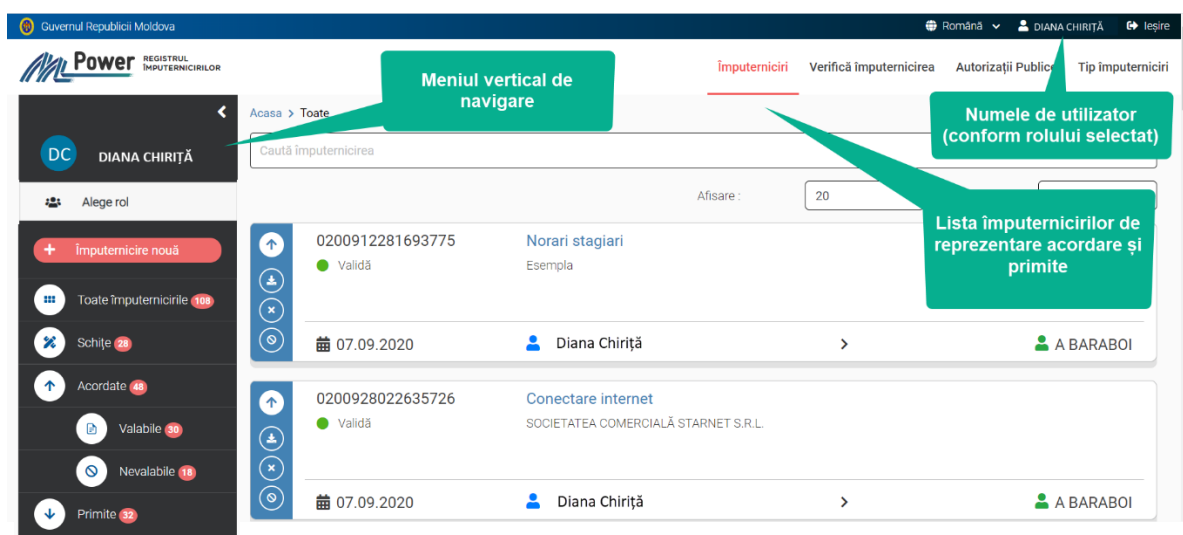 Guvernul Republicii Moldova
Română
DIANA CHIRIȚĂ
Ieșire
Power REGISTRUL
ÎMPUTERNICIRILOR
Împuterniciri
Verifică împuternicirea
Autorizații Publice
Tip împuterniciri
Meniul vertical de
navigare
Numele de utilizator
(conform rolului selectat)
Lista împuternicirilor de
reprezentare acordare și
primite
DC DIANA CHIRIȚĂ
Alege rol
+ Împuternicire nouă
Toate împuternicirile 108
Schițe 28
Acordate 48
Valabile 30
Nevalabile 18
Primite 32
Acasa > Toate
Caută împuternicirea
Afisare : 20
0200912281693775 Norari stagiari
Validă Esempla
07.09.2020 Diana Chiriță > A BARABOI
0200928022635726 Conectare internet
Validă SOCIETATEA COMERCIALĂ STARNET S.R.L.
07.09.2020 Diana Chiriță > A BARABOI